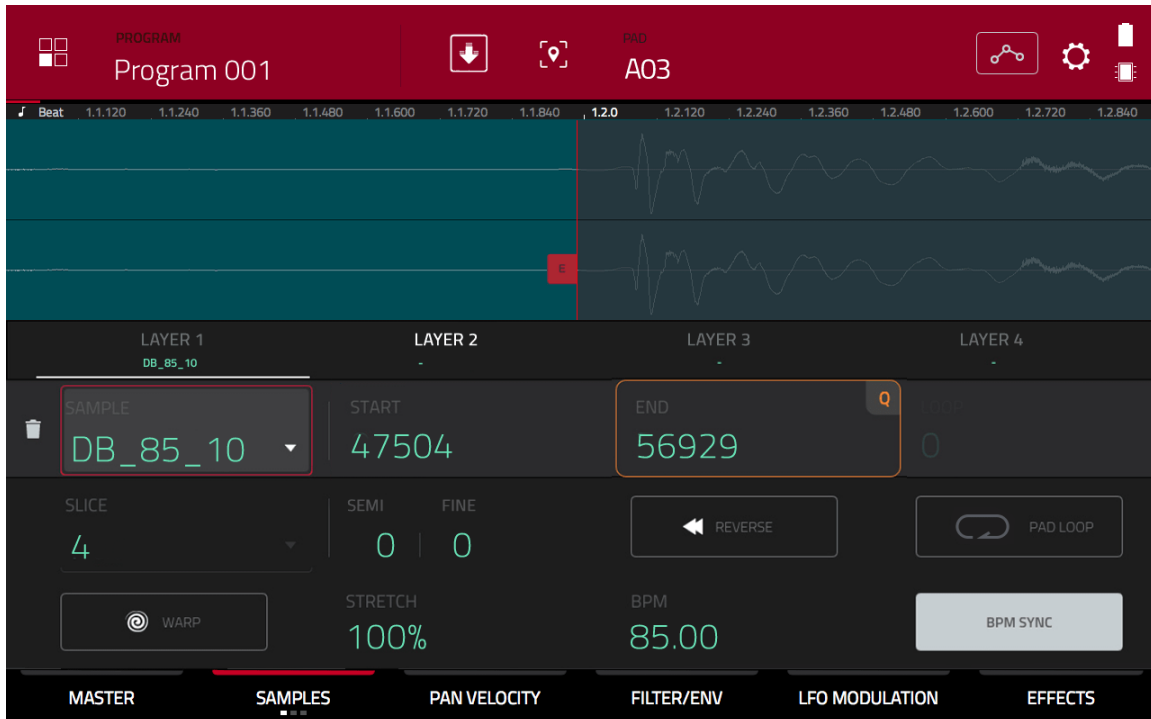 PROGRAM
Program 001
PAD
A03
Beat 1.1.120 1.1.240 1.1.360 1.1.480 1.1.600 1.1.720 1.1.840 1.2.0 1.2.120 1.2.240 1.2.360 1.2.480 1.2.600 1.2.720 1.2.840
E
LAYER 1 LAYER 2 LAYER 3 LAYER 4
DB_85_10 - - -
SAMPLE START END Q LOOP
DB_85_10 47504 56929 0
SLICE SEMI FINE
4 0 0
REVERSE PAD LOOP
STRETCH BPM
WARP 100% 85.00 BPM SYNC
MASTER SAMPLES PAN VELOCITY FILTER/ENV LFO MODULATION EFFECTS